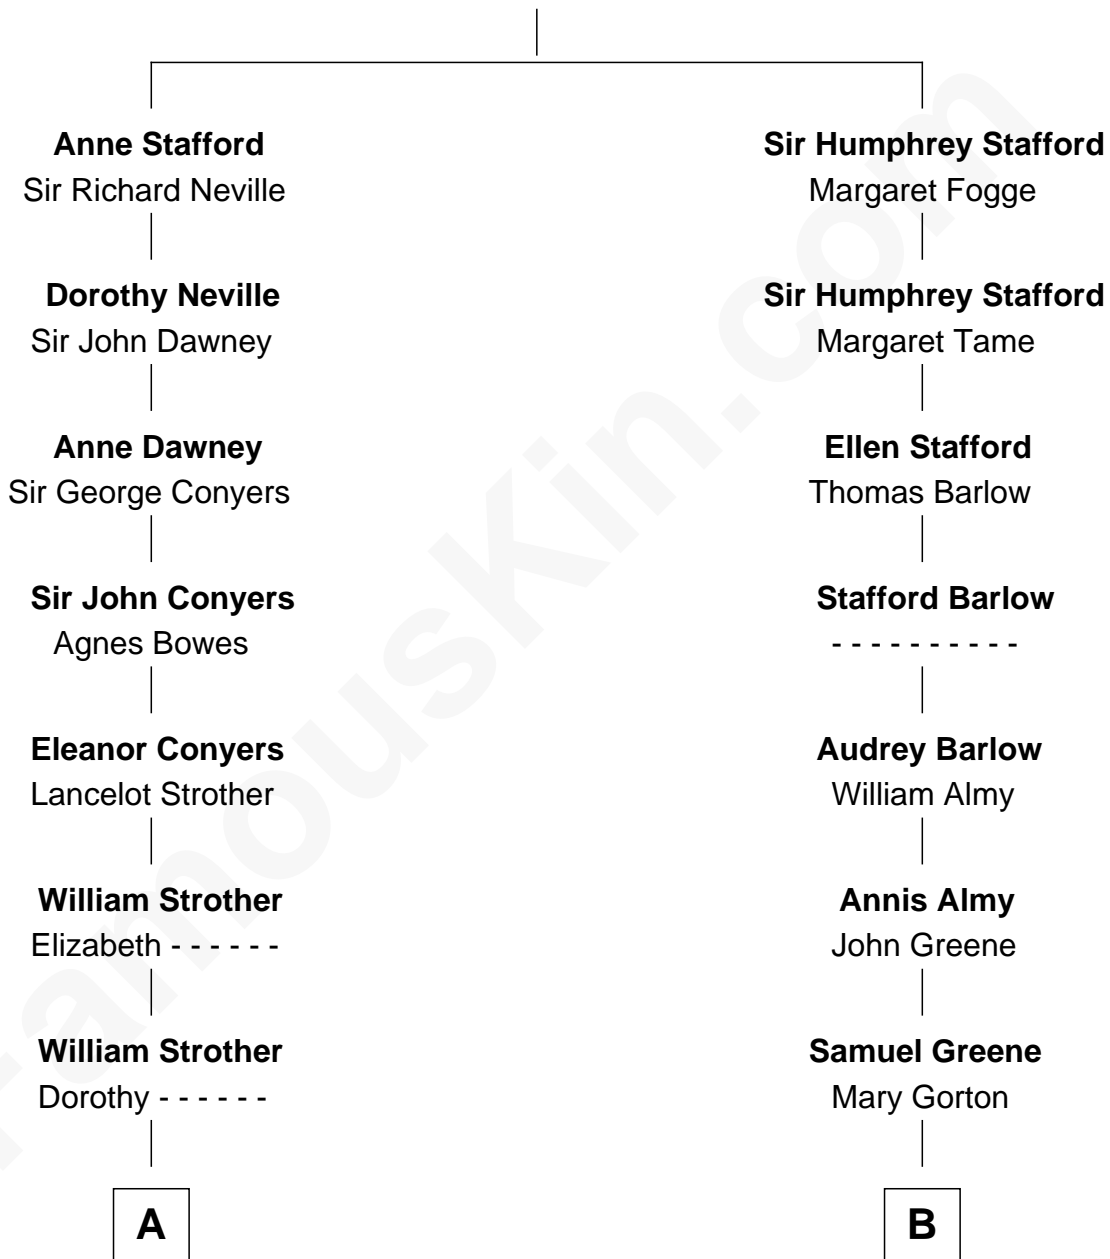 Anne Stafford
Sir Richard Neville
Dorothy Neville
Sir John Dawney
Anne Dawney
Sir George Conyers
Sir John Conyers
Agnes Bowes
Eleanor Conyers
Lancelot Strother
William Strother
Elizabeth - - - - - -
William Strother
Dorothy - - - - - -
A
Sir Humphrey Stafford
Margaret Fogge
Sir Humphrey Stafford
Margaret Tame
Ellen Stafford
Thomas Barlow
Stafford Barlow
- - - - - - - - - -
Audrey Barlow
William Almy
Annis Almy
John Greene
Samuel Greene
Mary Gorton
B
FamousKin.com